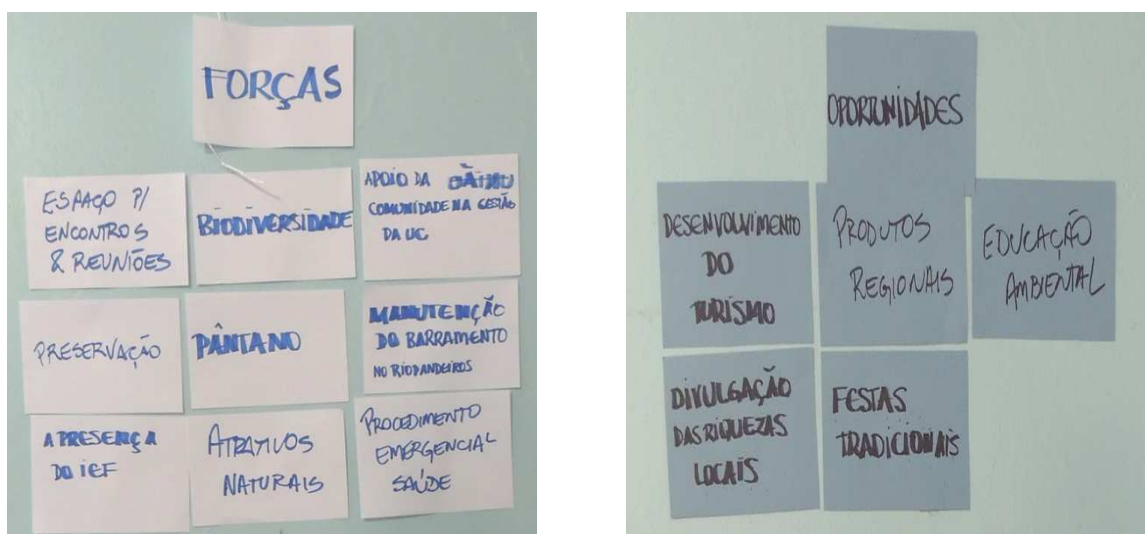 FORÇAS
ESPAÇO P/
ENCONTROS
& REUNIÕES
BIODIVERSIDADE
APOIO DA
COMUNIDADE NA GESTÃO
DA UC
PRESERVAÇÃO
PÂNTANO
MANUTENÇÃO
DO BARRAMENTO
NO RIO PANDEIROS
A PRESENÇA
DO IEF
ATRATIVOS
NATURAIS
PROCEDIMENTO
EMERGENCIAL
SAÚDE
OPORTUNIDADES
DESENVOLVIMENTO
DO
TURISMO
PRODUTOS
REGIONAIS
EDUCAÇÃO
AMBIENTAL
DIVULGAÇÃO
DAS RIQUEZAS
LOCAIS
FESTAS
TRADICIONAIS